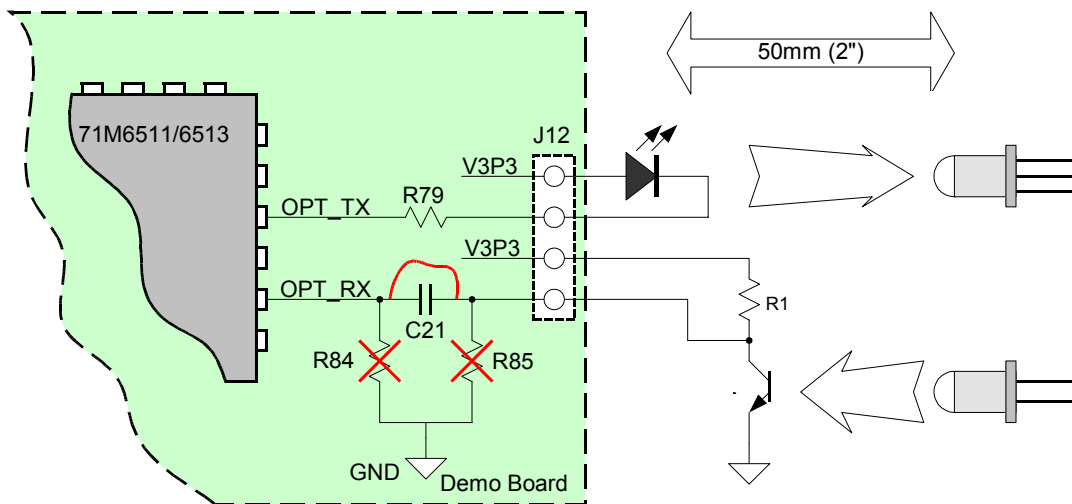 50mm (2")
71M6511/6513
J12
V3P3
R79
OPT_TX
V3P3
OPT_RX
R1
C21
R84
R85
GND
Demo Board